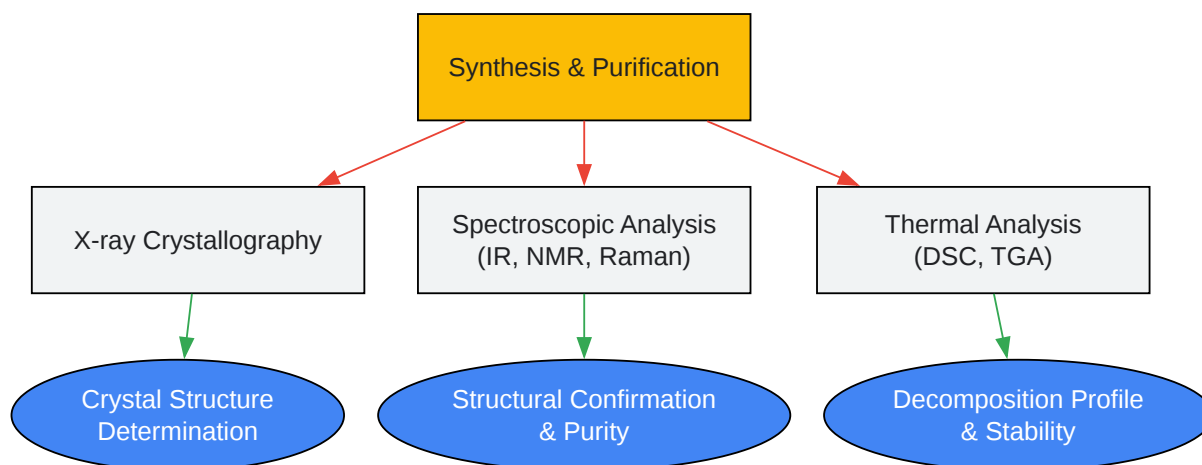 Synthesis & Purification
X-ray Crystallography
Spectroscopic Analysis
(IR, NMR, Raman)
Thermal Analysis
(DSC, TGA)
Crystal Structure
Determination
Structural Confirmation
& Purity
Decomposition Profile
& Stability